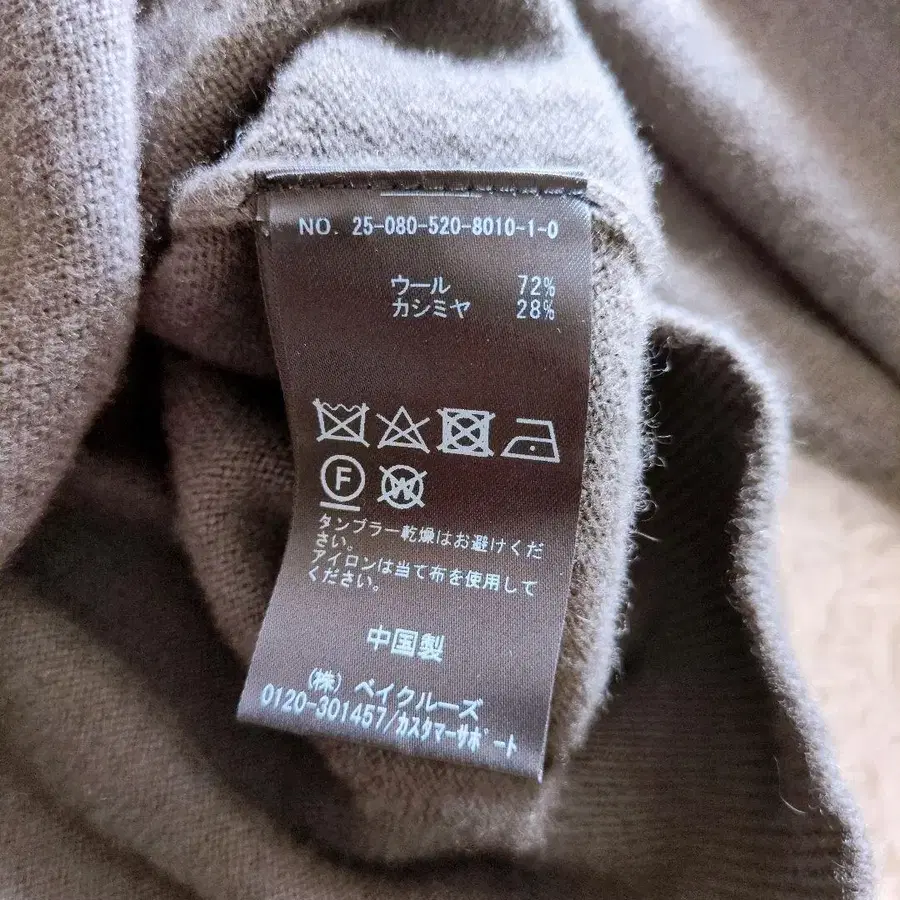 NO. 25-080-520-8010-1-0
ウール 72%
カシミヤ 28%
F
W
タンブラー乾燥はお避けくだ
さい。
アイロンは当て布を使用して
ください。
中国製
(株) ベイクルーズ
0120-301457/カスタマーサポート